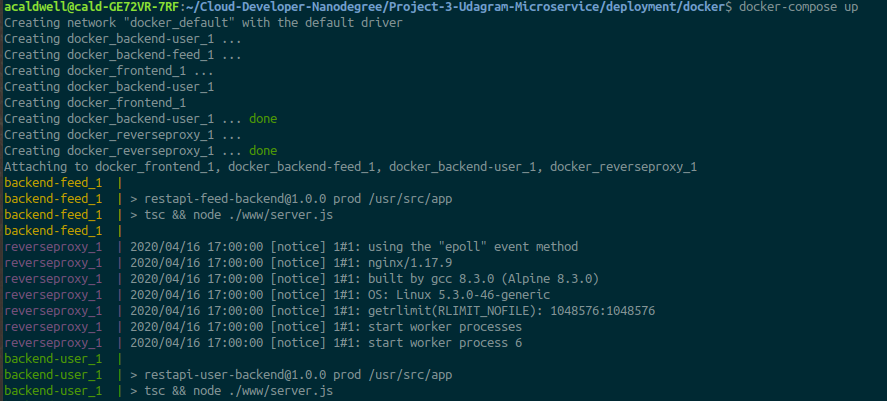 acaldwell@cald-GE72VR-7RF:~/Cloud-Developer-Nanodegree/Project-3-Udagram-Microservice/deployment/docker$ docker-compose up
Creating network "docker_default" with the default driver
Creating docker_backend-user_1 ...
Creating docker_backend-feed_1 ...
Creating docker_frontend_1 ...
Creating docker_backend-user_1
Creating docker_frontend_1
Creating docker_backend-user_1 ... done
Creating docker_reverseproxy_1 ...
Creating docker_reverseproxy_1 ... done
Attaching to docker_frontend_1, docker_backend-feed_1, docker_backend-user_1, docker_reverseproxy_1
backend-feed_1 |
backend-feed_1 | > restapi-feed-backend@1.0.0 prod /usr/src/app
backend-feed_1 | > tsc && node ./www/server.js
backend-feed_1 |
reverseproxy_1 | 2020/04/16 17:00:00 [notice] 1#1: using the "epoll" event method
reverseproxy_1 | 2020/04/16 17:00:00 [notice] 1#1: nginx/1.17.9
reverseproxy_1 | 2020/04/16 17:00:00 [notice] 1#1: built by gcc 8.3.0 (Alpine 8.3.0)
reverseproxy_1 | 2020/04/16 17:00:00 [notice] 1#1: OS: Linux 5.3.0-46-generic
reverseproxy_1 | 2020/04/16 17:00:00 [notice] 1#1: getrlimit(RLIMIT_NOFILE): 1048576:1048576
reverseproxy_1 | 2020/04/16 17:00:00 [notice] 1#1: start worker processes
reverseproxy_1 | 2020/04/16 17:00:00 [notice] 1#1: start worker process 6
backend-user_1 |
backend-user_1 | > restapi-user-backend@1.0.0 prod /usr/src/app
backend-user_1 | > tsc && node ./www/server.js